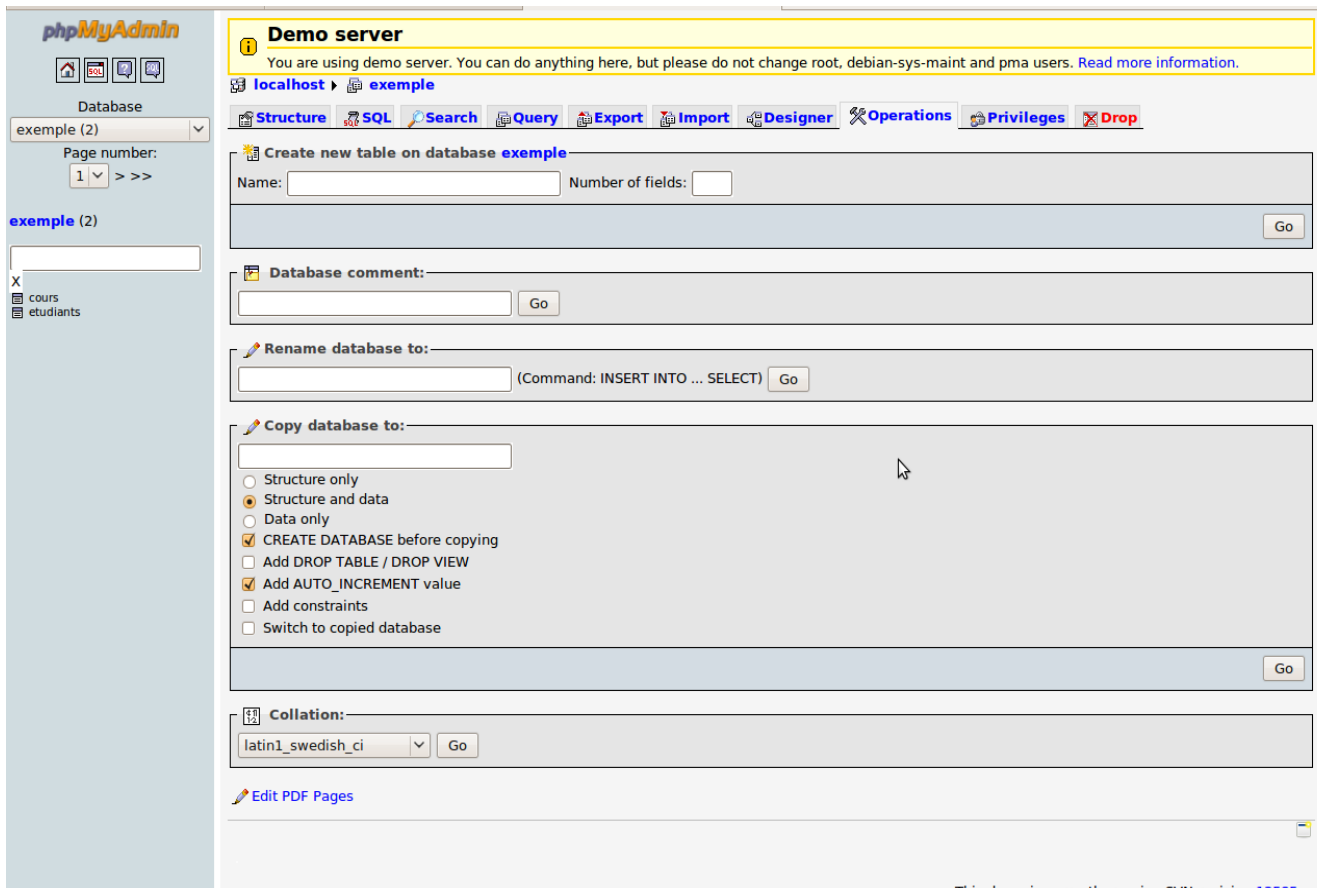 phpMyAdmin
Database
exemple (2)
Page number:
1 > >>
exemple (2)
X
cours
etudiants
Demo server
You are using demo server. You can do anything here, but please do not change root, debian-sys-maint and pma users. Read more information.
localhost exemple
Structure SQL Search Query Export Import Designer Operations Privileges Drop
Create new table on database exemple
Name: Number of fields:
Go
Database comment:
Go
Rename database to:
(Command: INSERT INTO ... SELECT) Go
Copy database to:
Structure only
Structure and data
Data only
CREATE DATABASE before copying
Add DROP TABLE / DROP VIEW
Add AUTO_INCREMENT value
Add constraints
Switch to copied database
Go
Collation:
latin1_swedish_ci Go
Edit PDF Pages